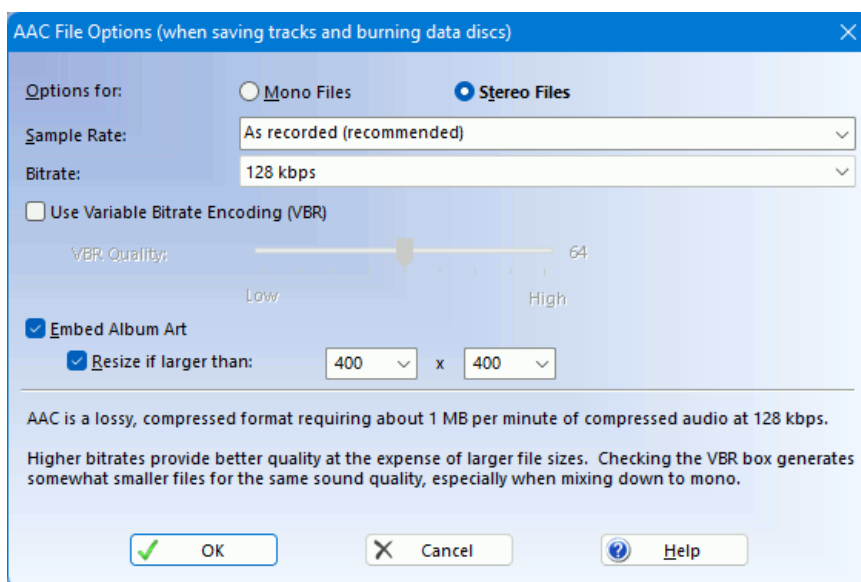 AAC File Options (when saving tracks and burning data discs)
Options for: Mono Files Stereo Files
Sample Rate: As recorded (recommended)
Bitrate: 128 kbps
Use Variable Bitrate Encoding (VBR)
VBR Quality: 64
Low High
Embed Album Art
Resize if larger than: 400 x 400
AAC is a lossy, compressed format requiring about 1 MB per minute of compressed audio at 128 kbps.
Higher bitrates provide better quality at the expense of larger file sizes. Checking the VBR box generates
somewhat smaller files for the same sound quality, especially when mixing down to mono.
OK Cancel Help